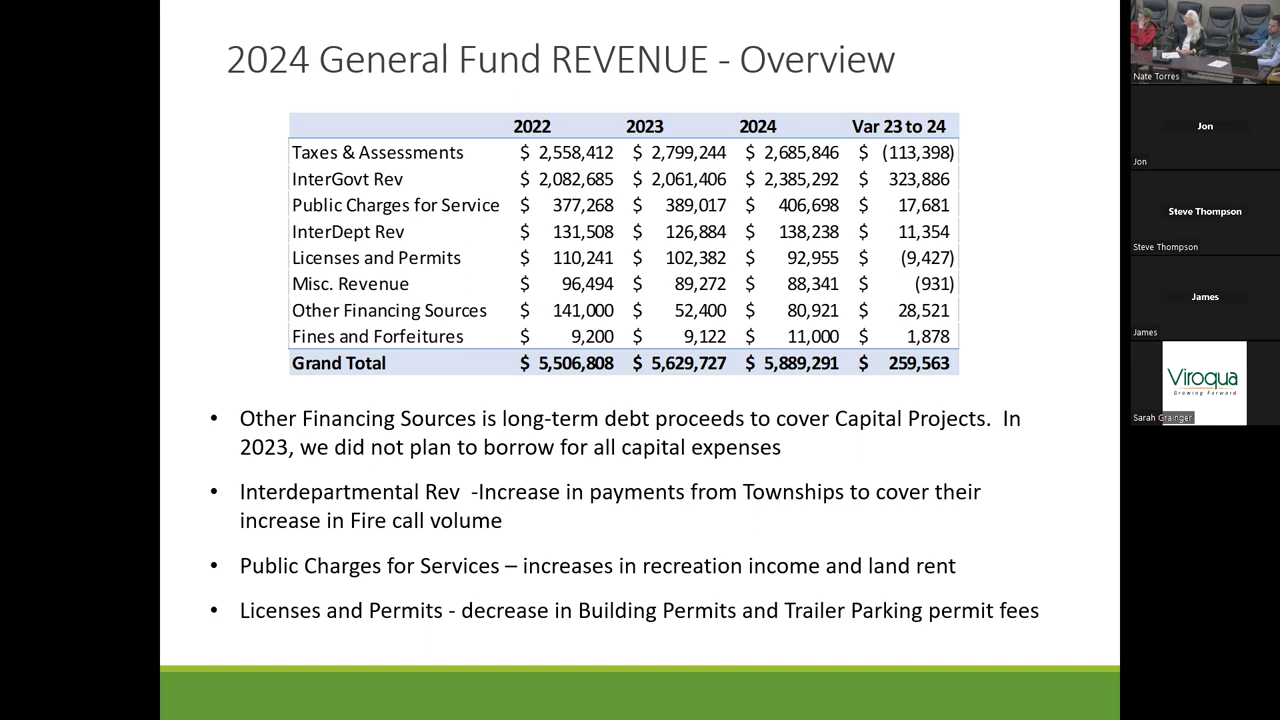 2024 General Fund REVENUE - Overview
2022 2023 2024 Var 23 to 24
Taxes & Assessments $ 2,558,412 $ 2,799,244 $ 2,685,846 $ (113,398)
InterGovt Rev $ 2,082,685 $ 2,061,406 $ 2,385,292 $ 323,886
Public Charges for Service $ 377,268 $ 389,017 $ 406,698 $ 17,681
InterDept Rev $ 131,508 $ 126,884 $ 138,238 $ 11,354
Licenses and Permits $ 110,241 $ 102,382 $ 92,955 $ (9,427)
Misc. Revenue $ 96,494 $ 89,272 $ 88,341 $ (931)
Other Financing Sources $ 141,000 $ 52,400 $ 80,921 $ 28,521
Fines and Forfeitures $ 9,200 $ 9,122 $ 11,000 $ 1,878
Grand Total $ 5,506,808 $ 5,629,727 $ 5,889,291 $ 259,563
• Other Financing Sources is long-term debt proceeds to cover Capital Projects. In
2023, we did not plan to borrow for all capital expenses
• Interdepartmental Rev -Increase in payments from Townships to cover their
increase in Fire call volume
• Public Charges for Services – increases in recreation income and land rent
• Licenses and Permits - decrease in Building Permits and Trailer Parking permit fees
Nate Torres
Jon
Jon
Steve Thompson
Steve Thompson
James
James
Viroqua
Growing Forward
Sarah Grainger